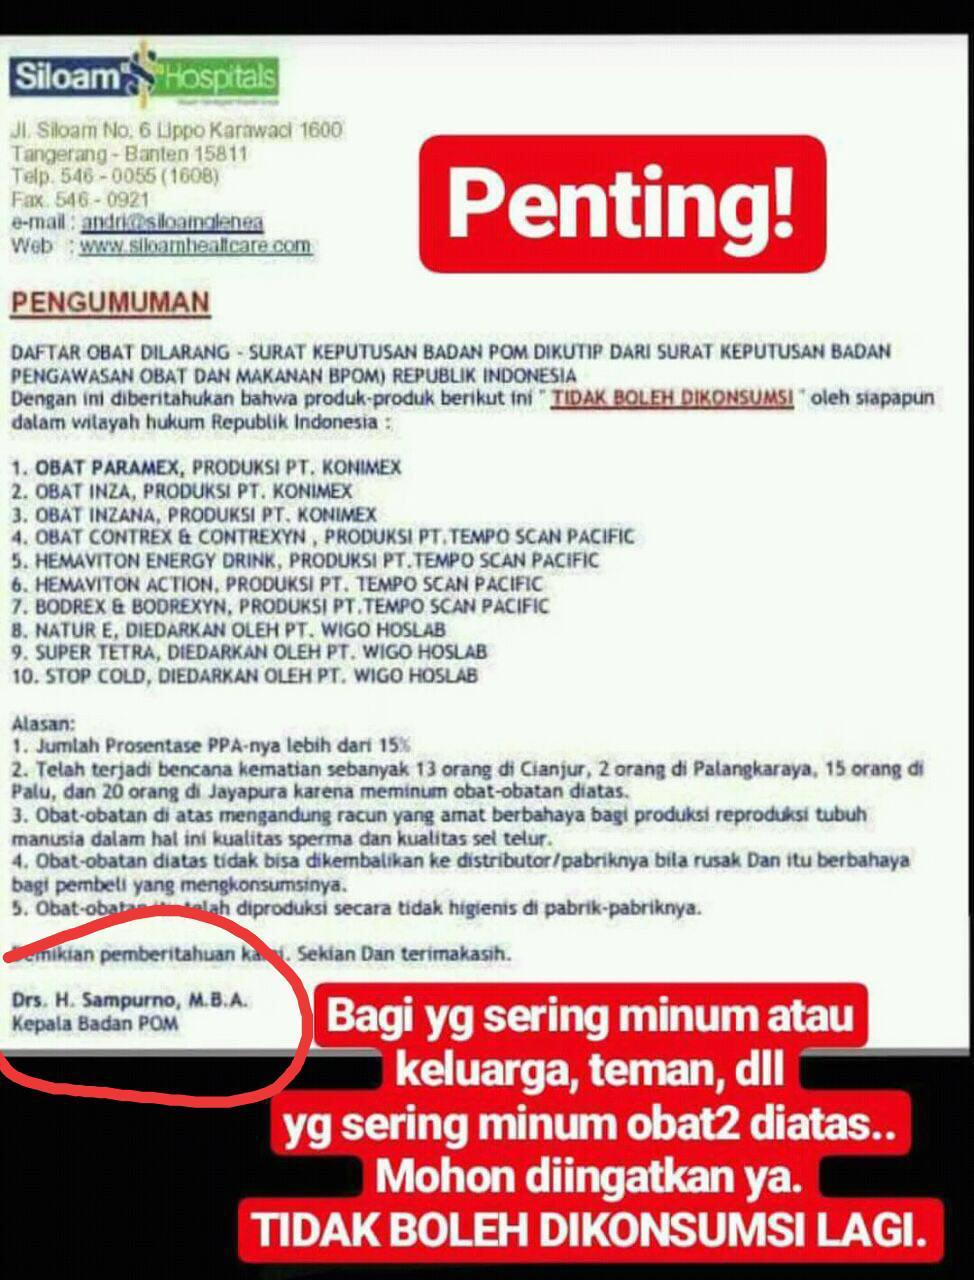 Siloam Hospitals
Jl. Siloam No. 6 Lippo Karawaci 1600
Tangerang - Banten 15811
Telp. 546 - 0055 (1608)
Fax. 546 - 0921
e-mail : andri@siloamglenea
Web : www.siloamhealtcare.com
Penting!
PENGUMUMAN
DAFTAR OBAT DILARANG - SURAT KEPUTUSAN BADAN POM DIKUTIP DARI SURAT KEPUTUSAN BADAN
PENGAWASAN OBAT DAN MAKANAN BPOM) REPUBLIK INDONESIA
Dengan ini diberitahukan bahwa produk-produk berikut ini " TIDAK BOLEH DIKONSUMSI " oleh siapapun
dalam wilayah hukum Republik Indonesia :
1. OBAT PARAMEX, PRODUKSI PT. KONIMEX
2. OBAT INZA, PRODUKSI PT. KONIMEX
3. OBAT INZANA, PRODUKSI PT. KONIMEX
4. OBAT CONTREX & CONTREXYN , PRODUKSI PT.TEMPO SCAN PACIFIC
5. HEMAVITON ENERGY DRINK, PRODUKSI PT.TEMPO SCAN PACIFIC
6. HEMAVITON ACTION, PRODUKSI PT. TEMPO SCAN PACIFIC
7. BODREX & BODREXYN, PRODUKSI PT.TEMPO SCAN PACIFIC
8. NATUR E, DIEDARKAN OLEH PT. WIGO HOSLAB
9. SUPER TETRA, DIEDARKAN OLEH PT. WIGO HOSLAB
10. STOP COLD, DIEDARKAN OLEH PT. WIGO HOSLAB
Alasan:
1. Jumlah Prosentase PPA-nya lebih dari 15%
2. Telah terjadi bencana kematian sebanyak 13 orang di Cianjur, 2 orang di Palangkaraya, 15 orang di
Palu, dan 20 orang di Jayapura karena meminum obat-obatan diatas.
3. Obat-obatan di atas mengandung racun yang amat berbahaya bagi produksi reproduksi tubuh
manusia dalam hal ini kualitas sperma dan kualitas sel telur.
4. Obat-obatan diatas tidak bisa dikembalikan ke distributor/pabriknya bila rusak Dan itu berbahaya
bagi pembeli yang mengkonsumsinya.
5. Obat-obatan itu telah diproduksi secara tidak higienis di pabrik-pabriknya.
Demikian pemberitahuan kami. Sekian Dan terimakasih.
Drs. H. Sampurno, M.B.A.
Kepala Badan POM
Bagi yg sering minum atau
keluarga, teman, dll
yg sering minum obat2 diatas..
Mohon diingatkan ya.
TIDAK BOLEH DIKONSUMSI LAGI.